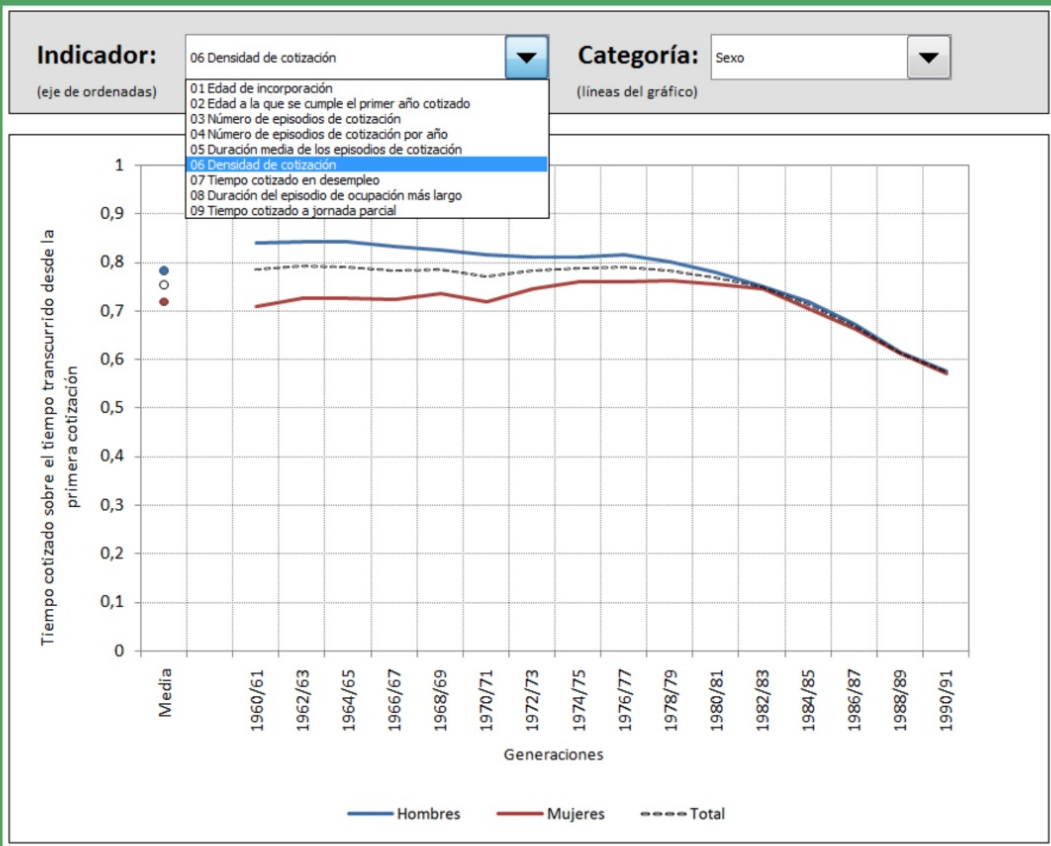 Indicador:
06 Densidad de cotización
Categoría:
Sexo
(eje de ordenadas)
(líneas del gráfico)
01 Edad de incorporación
02 Edad a la que se cumple el primer año cotizado
03 Número de episodios de cotización
04 Número de episodios de cotización por año
05 Duración media de los episodios de cotización
06 Densidad de cotización
07 Tiempo cotizado en desempleo
08 Duración del episodio de ocupación más largo
09 Tiempo cotizado a jornada parcial
Tiempo cotizado sobre el tiempo transcurrido desde la
primera cotización
1
0,9
0,8
0,7
0,6
0,5
0,4
0,3
0,2
0,1
0
Media
1960/61
1962/63
1964/65
1966/67
1968/69
1970/71
1972/73
1974/75
1976/77
1978/79
1980/81
1982/83
1984/85
1986/87
1988/89
1990/91
Generaciones
Hombres
Mujeres
Total